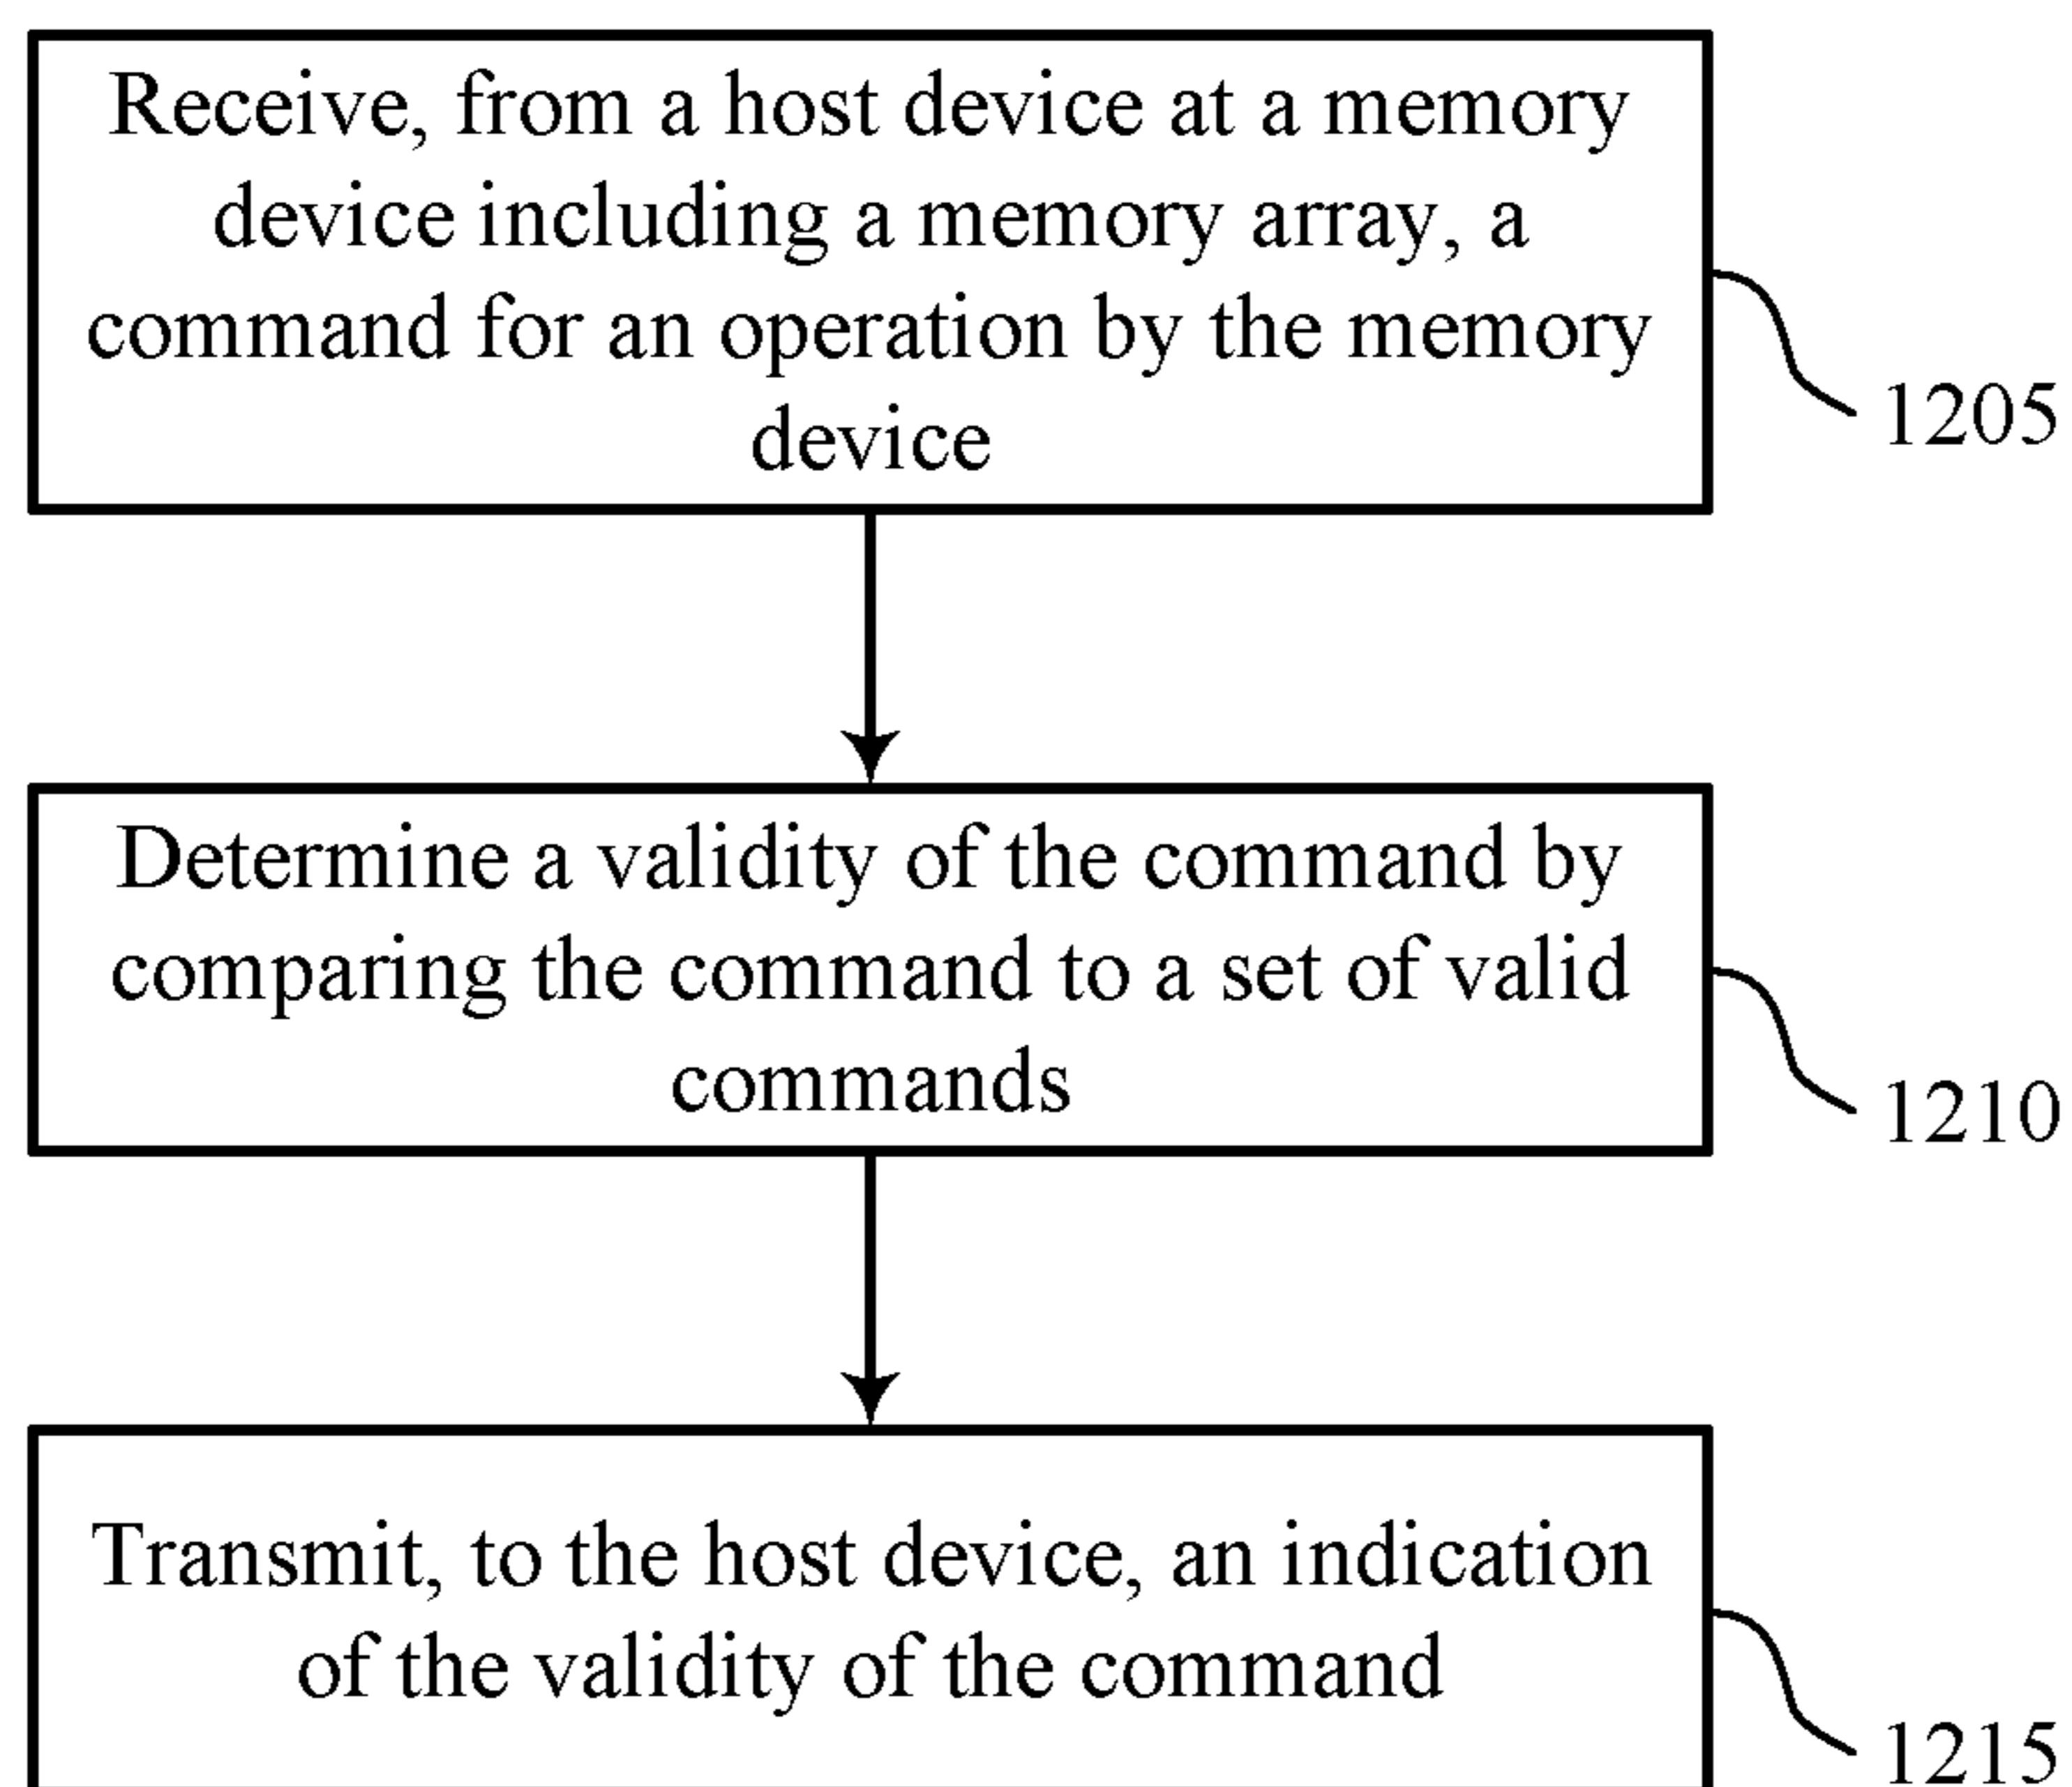 Receive, from a host device at a memory
device including a memory array, a
command for an operation by the memory
device
1205
Determine a validity of the command by
comparing the command to a set of valid
commands
1210
Transmit, to the host device, an indication
of the validity of the command
1215